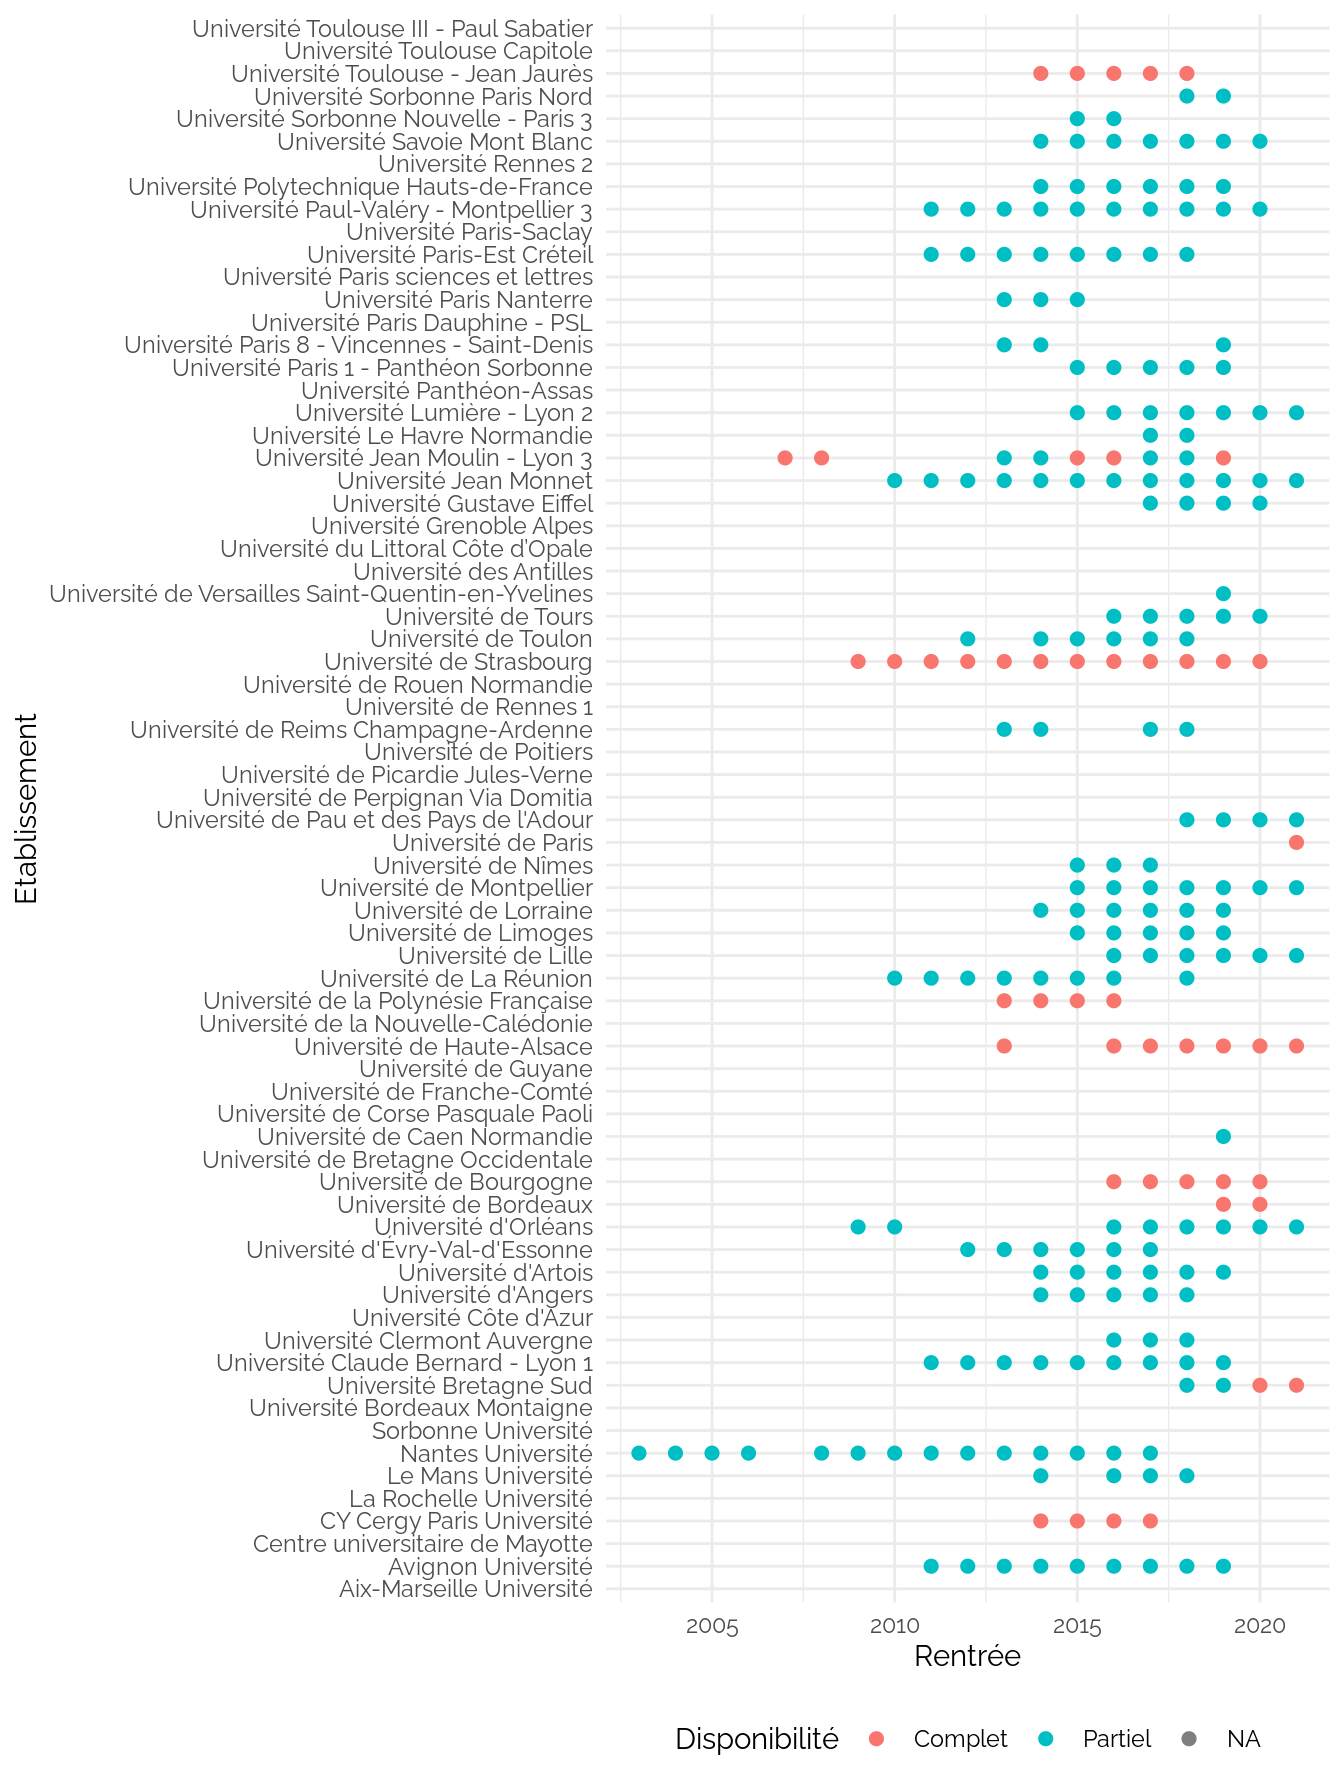 Université Toulouse III - Paul Sabatier
Université Toulouse Capitole
Université Toulouse - Jean Jaurès
Université Sorbonne Paris Nord
Université Sorbonne Nouvelle - Paris 3
Université Savoie Mont Blanc
Université Rennes 2
Université Polytechnique Hauts-de-France
Université Paul-Valéry - Montpellier 3
Université Paris-Saclay
Université Paris-Est Créteil
Université Paris sciences et lettres
Université Paris Nanterre
Université Paris Dauphine - PSL
Université Paris 8 - Vincennes - Saint-Denis
Université Paris 1 - Panthéon Sorbonne
Université Panthéon-Assas
Université Lumière - Lyon 2
Université Le Havre Normandie
Université Jean Moulin - Lyon 3
Université Jean Monnet
Université Gustave Eiffel
Université Grenoble Alpes
Université du Littoral Côte d'Opale
Université des Antilles
Université de Versailles Saint-Quentin-en-Yvelines
Université de Tours
Université de Toulon
Université de Strasbourg
Université de Rouen Normandie
Université de Rennes 1
Université de Reims Champagne-Ardenne
Université de Poitiers
Université de Picardie Jules-Verne
Université de Perpignan Via Domitia
Université de Pau et des Pays de l'Adour
Université de Paris
Université de Nîmes
Université de Montpellier
Université de Lorraine
Université de Limoges
Université de Lille
Université de La Réunion
Université de la Polynésie Française
Université de la Nouvelle-Calédonie
Université de Haute-Alsace
Université de Guyane
Université de Franche-Comté
Université de Corse Pasquale Paoli
Université de Caen Normandie
Université de Bretagne Occidentale
Université de Bourgogne
Université de Bordeaux
Université d'Orléans
Université d'Évry-Val-d'Essonne
Université d'Artois
Université d'Angers
Université Côte d'Azur
Université Clermont Auvergne
Université Claude Bernard - Lyon 1
Université Bretagne Sud
Université Bordeaux Montaigne
Sorbonne Université
Nantes Université
Le Mans Université
La Rochelle Université
CY Cergy Paris Université
Centre universitaire de Mayotte
Avignon Université
Aix-Marseille Université
Etablissement
2005 2010 2015 2020
Rentrée
Disponibilité Complet Partiel NA